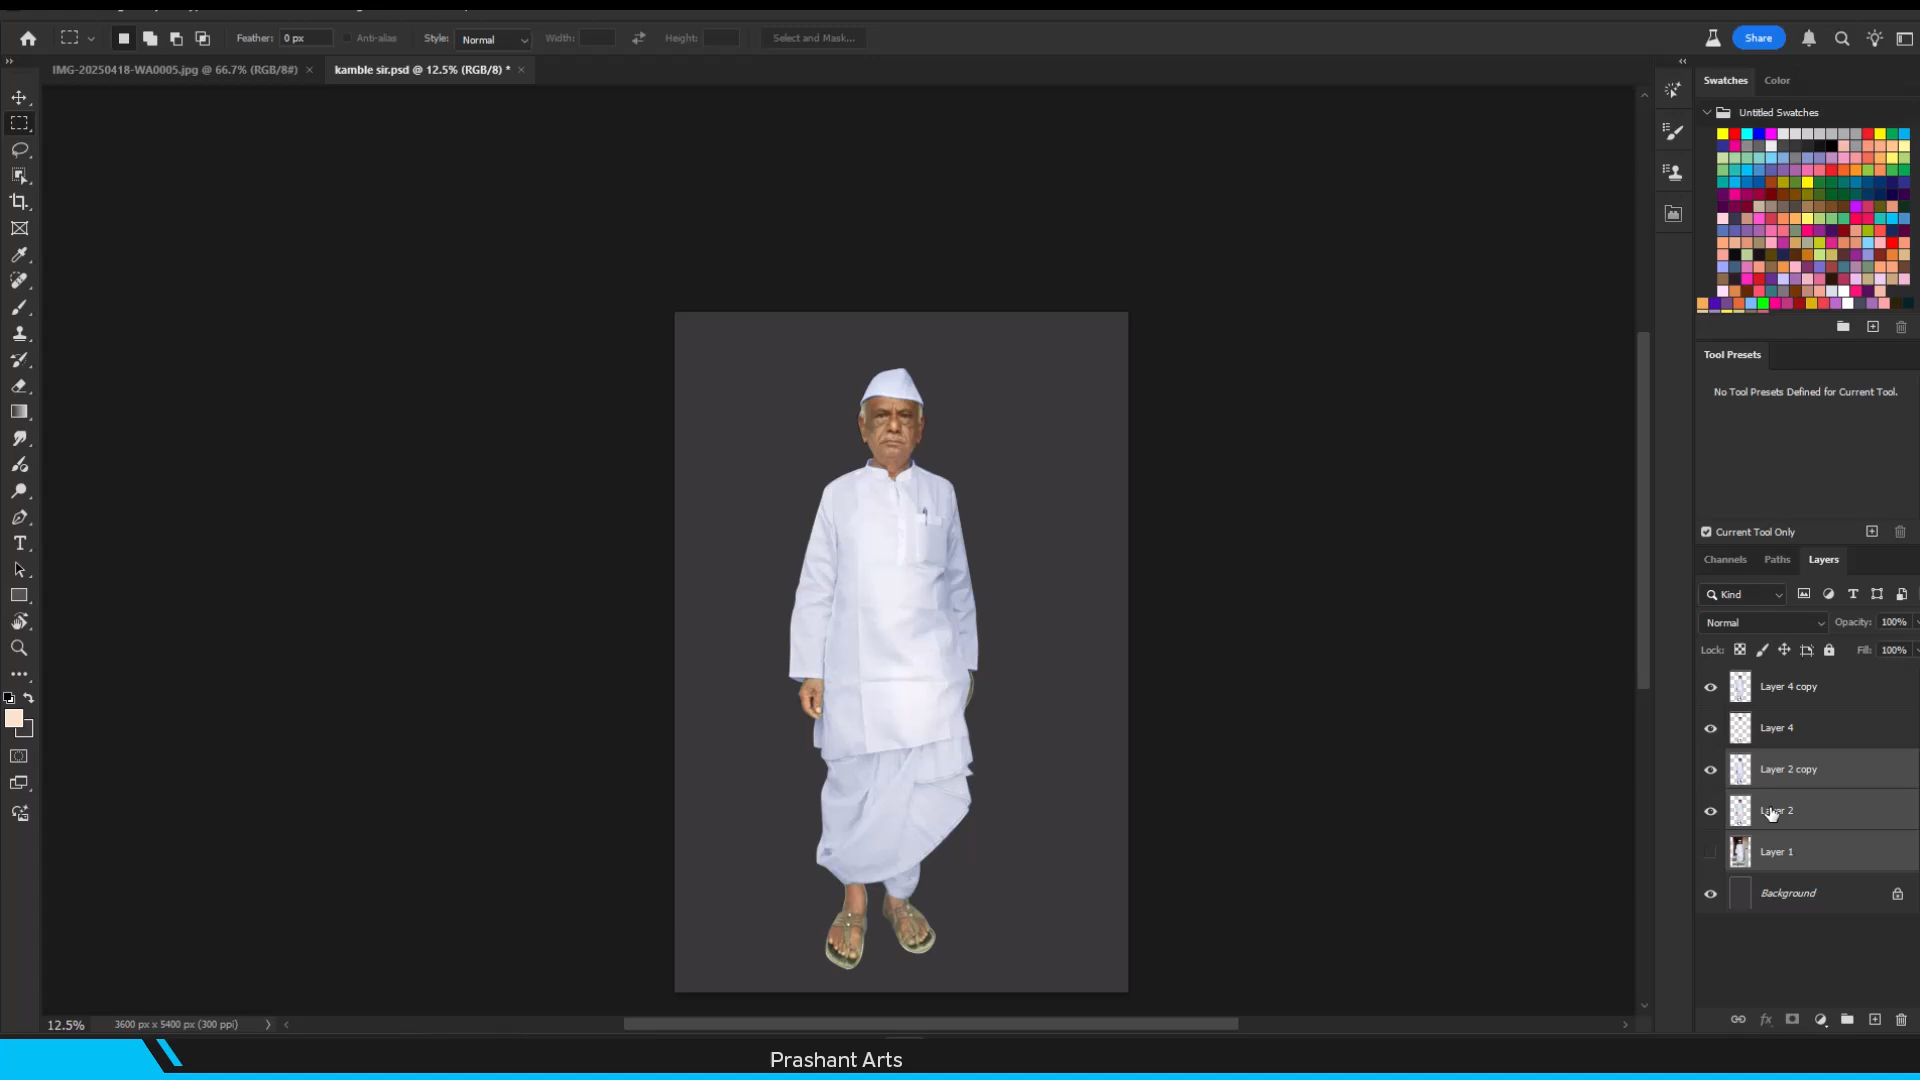 Feather: 0 px Anti-alias Style: Normal Width: Height: Select and Mask... Share
IMG-20250418-WA0005.jpg @ 66.7% (RGB/8#) × kamble sir.psd @ 12.5% (RGB/8) * ×
Swatches Color
Untitled Swatches
Tool Presets
No Tool Presets Defined for Current Tool.
Current Tool Only
Channels Paths Layers
Kind
Normal Opacity: 100%
Lock: Fill: 100%
Layer 4 copy
Layer 4
Layer 2 copy
Layer 2
Layer 1
Background
12.5% 3600 px x 5400 px (300 ppi)
Prashant Arts